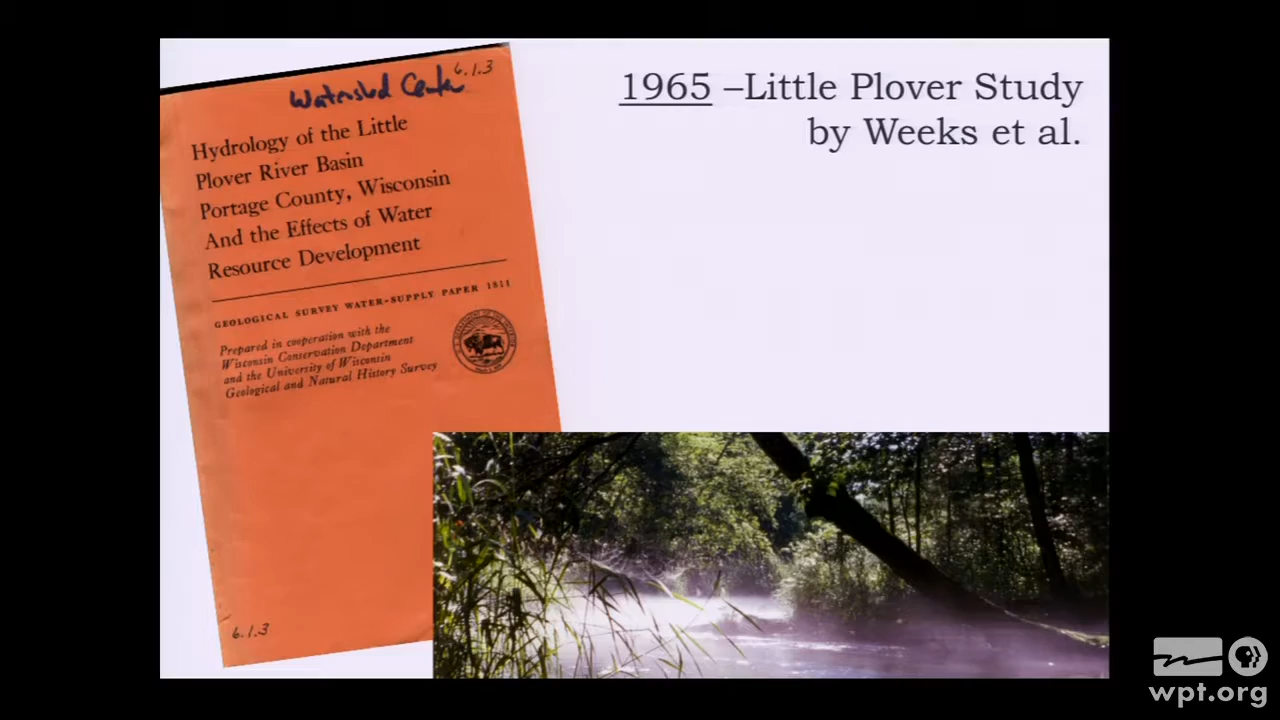 Watershed Center
6.1.3
Hydrology of the Little
Plover River Basin
Portage County, Wisconsin
And the Effects of Water
Resource Development
GEOLOGICAL SURVEY WATER-SUPPLY PAPER 1811
Prepared in cooperation with the
Wisconsin Conservation Department
and the University of Wisconsin
Geological and Natural History Survey
6.1.3
1965 –Little Plover Study
by Weeks et al.
wpt.org